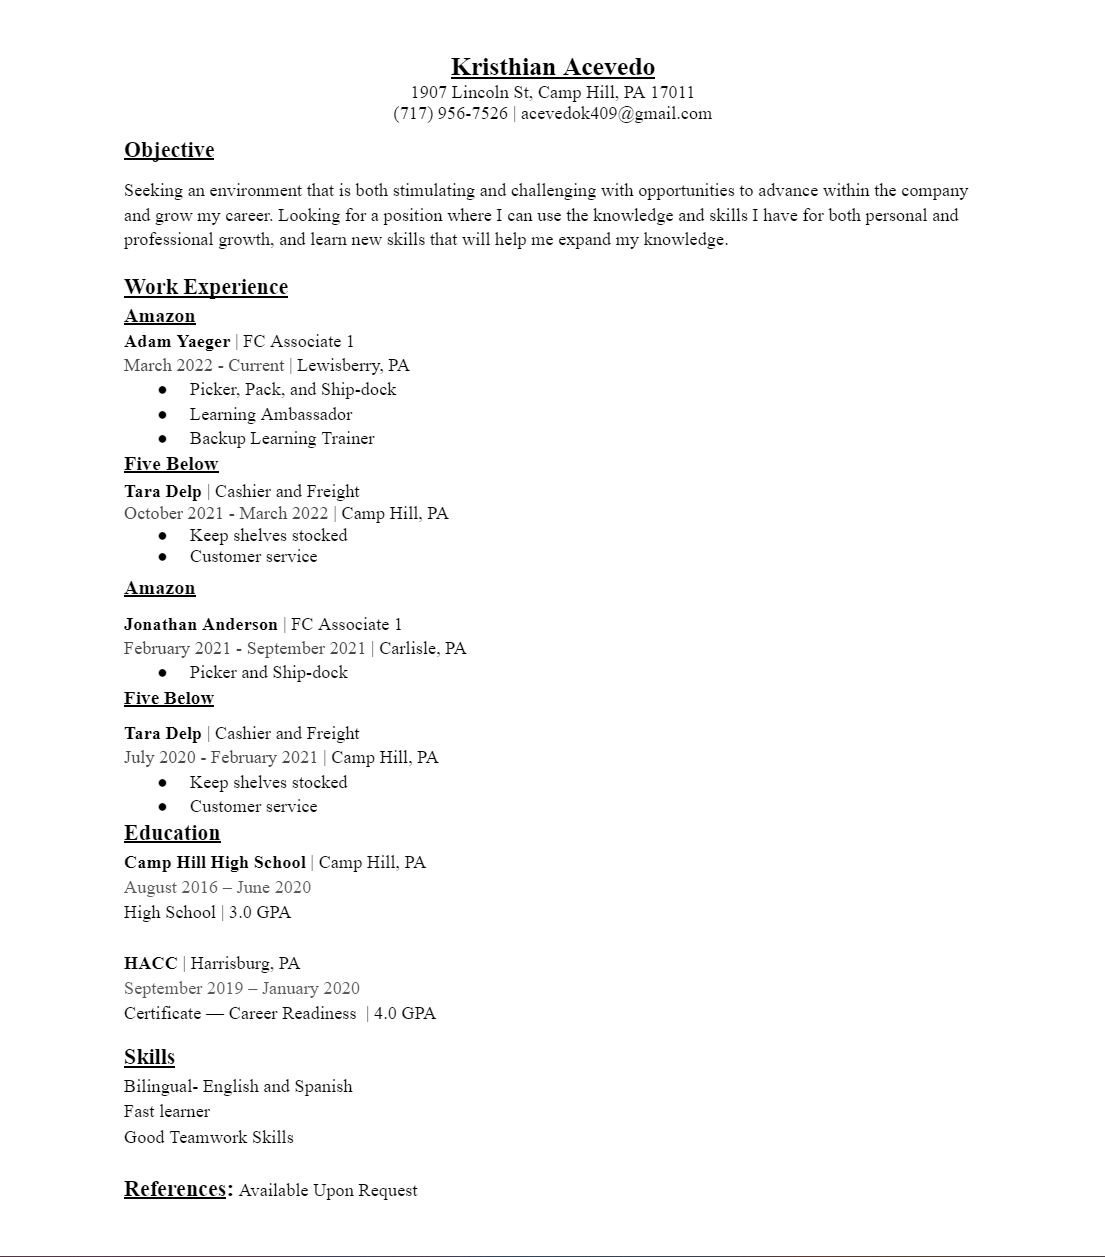 Kristhian Acevedo
1907 Lincoln St, Camp Hill, PA 17011
(717) 956-7526 | acevedok409@gmail.com
Objective
Seeking an environment that is both stimulating and challenging with opportunities to advance within the company
and grow my career. Looking for a position where I can use the knowledge and skills I have for both personal and
professional growth, and learn new skills that will help me expand my knowledge.
Work Experience
Amazon
Adam Yaeger | FC Associate 1
March 2022 - Current | Lewisberry, PA
● Picker, Pack, and Ship-dock
● Learning Ambassador
● Backup Learning Trainer
Five Below
Tara Delp | Cashier and Freight
October 2021 - March 2022 | Camp Hill, PA
● Keep shelves stocked
● Customer service
Amazon
Jonathan Anderson | FC Associate 1
February 2021 - September 2021 | Carlisle, PA
● Picker and Ship-dock
Five Below
Tara Delp | Cashier and Freight
July 2020 - February 2021 | Camp Hill, PA
● Keep shelves stocked
● Customer service
Education
Camp Hill High School | Camp Hill, PA
August 2016 – June 2020
High School | 3.0 GPA
HACC | Harrisburg, PA
September 2019 – January 2020
Certificate — Career Readiness | 4.0 GPA
Skills
Bilingual- English and Spanish
Fast learner
Good Teamwork Skills
References: Available Upon Request